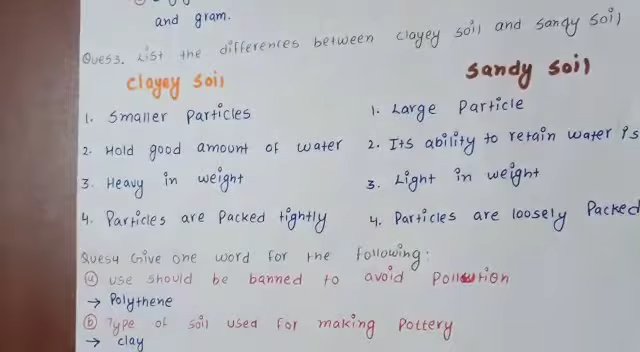 and gram.
Ques3. List the differences between clayey soil and sandy soil
Clayey soil
Sandy soil
1. Smaller Particles
1. Large Particle
2. Hold good amount of water
2. Its ability to retain water is
3. Heavy in weight
3. Light in weight
4. Particles are Packed tightly
4. Particles are loosely Packed
Ques4 Give one word for the following:
(a) use should be banned to avoid Pollution
→ Polythene
(b) Type of soil used for making Pottery
→ clay